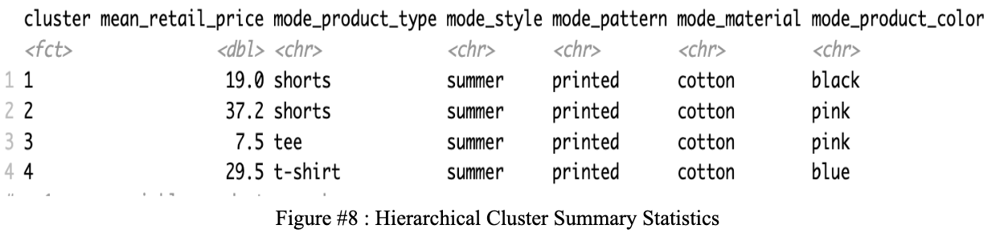 cluster mean_retail_price mode_product_type mode_style mode_pattern mode_material mode_product_color
<fct> <dbl> <chr> <chr> <chr> <chr> <chr>
1 1 19.0 shorts summer printed cotton black
2 2 37.2 shorts summer printed cotton pink
3 3 7.5 tee summer printed cotton pink
4 4 29.5 t-shirt summer printed cotton blue
Figure #8 : Hierarchical Cluster Summary Statistics